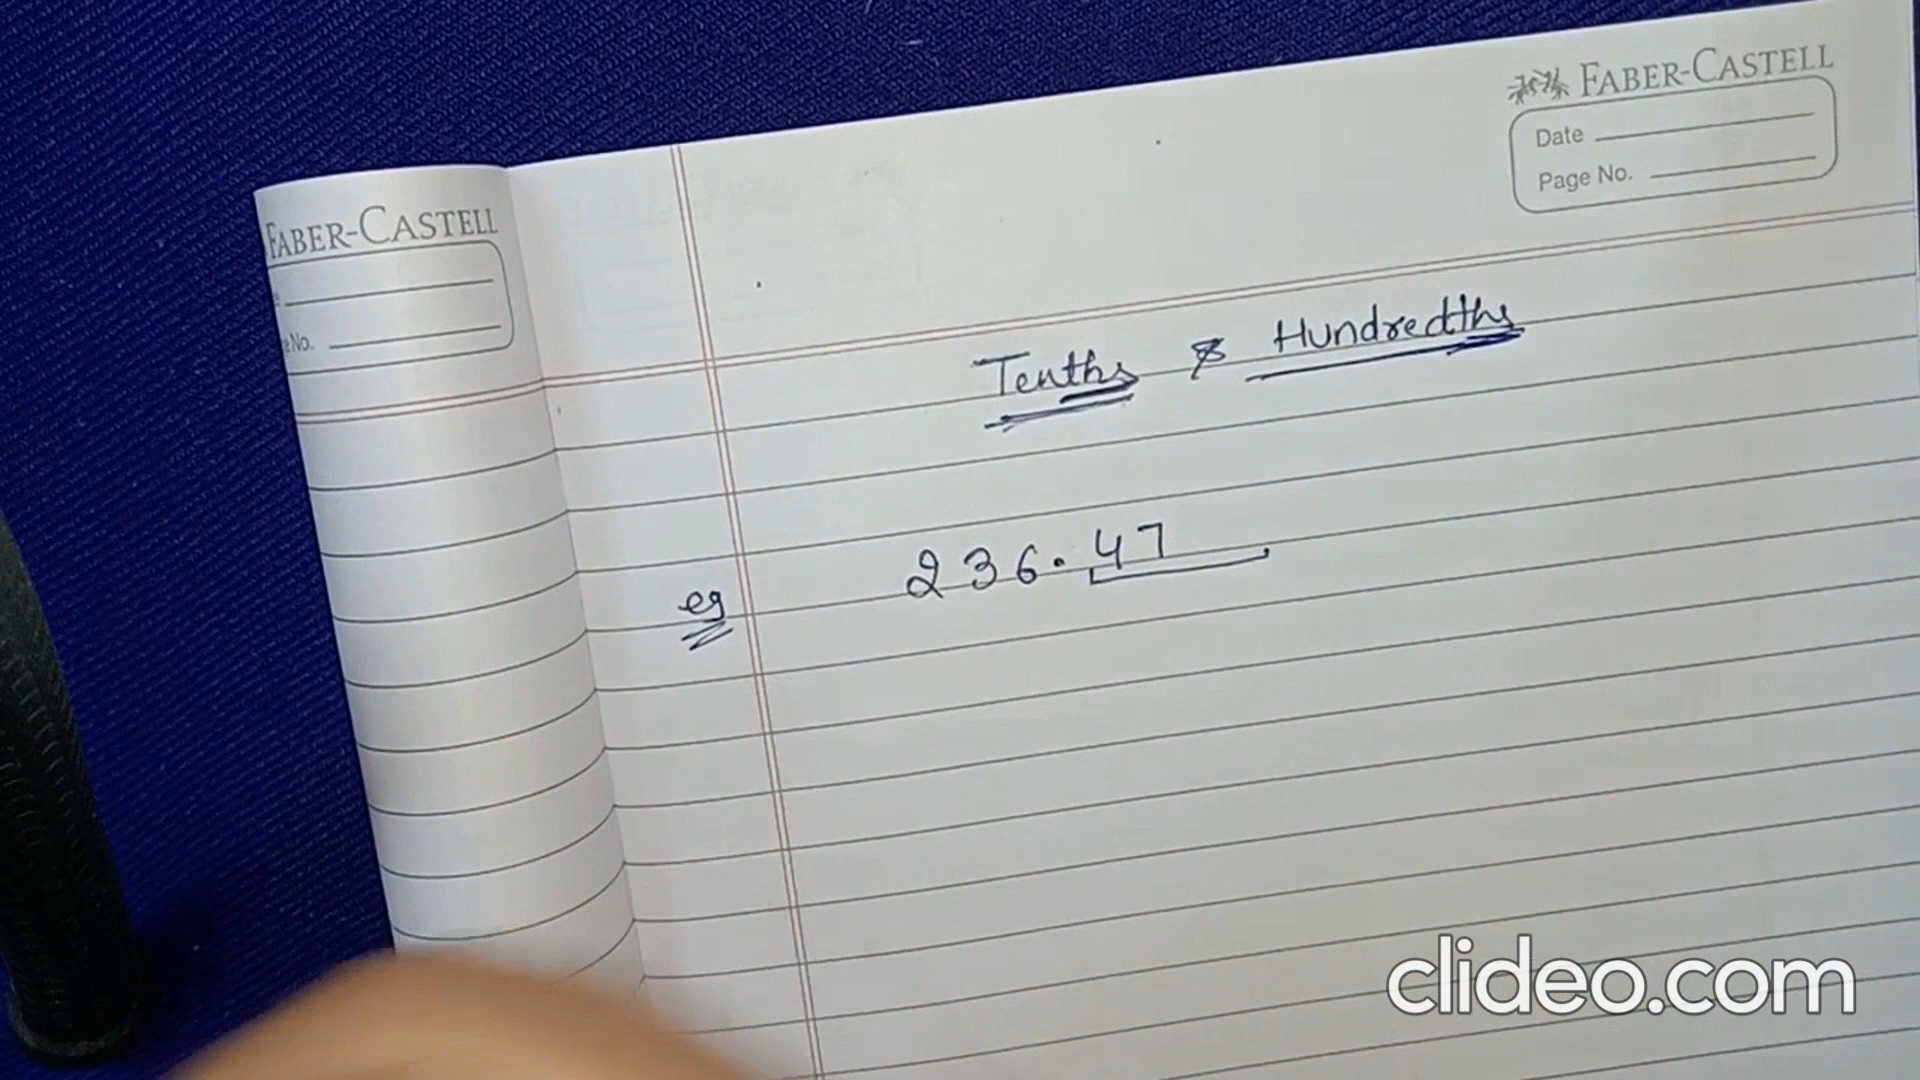 FABER-CASTELL
Date
Page No.
FABER-CASTELL
e No.
Tenths & Hundredths
eg 236.47
clideo.com